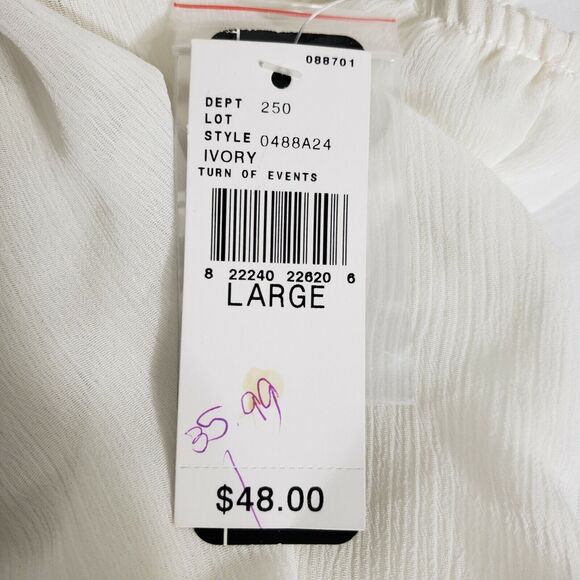 088701
DEPT 250
LOT
STYLE 0488A24
IVORY
TURN OF EVENTS
8 22240 22620 6
LARGE
35.99
$48.00